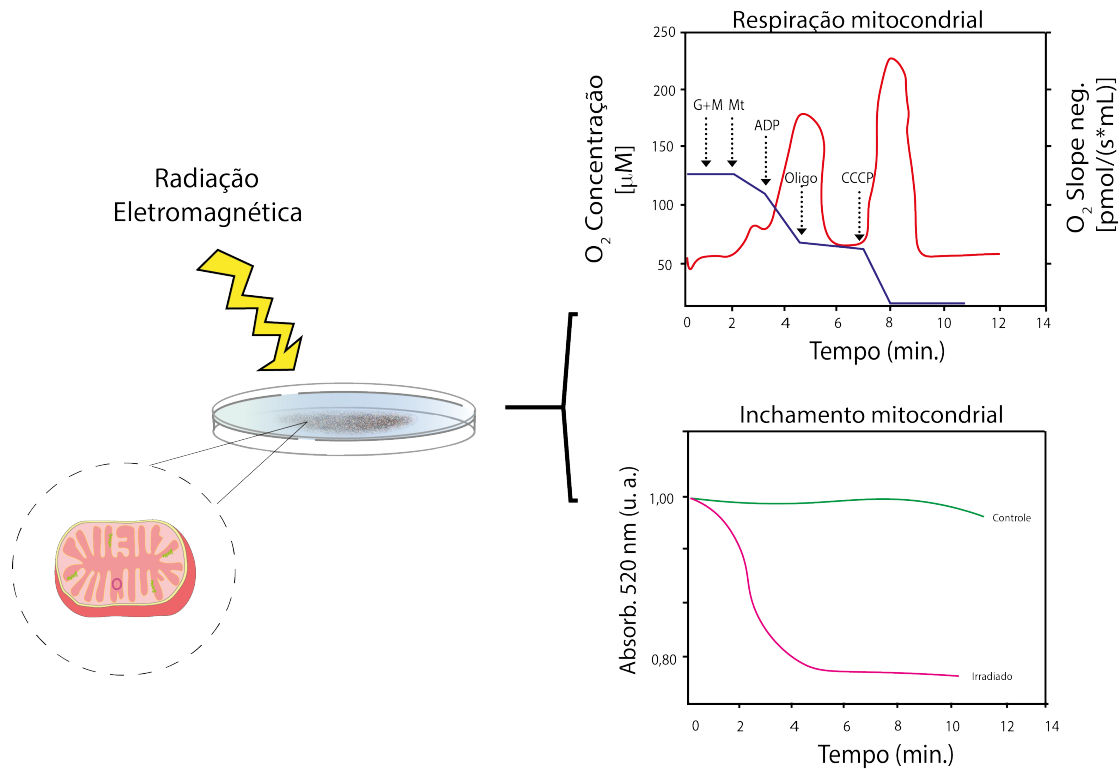 Radiação
Eletromagnética
Respiração mitocondrial
O₂ Concentração
[µM]
250
200
150
100
50
G+M
Mt
ADP
Oligo
CCCP
O₂ Slope neg.
[pmol/(s*mL)]
0 2 4 6 8 10 12 14
Tempo (min.)
Inchamento mitocondrial
Absorb. 520 nm (u. a.)
1,00
0,80
Controle
Irradiado
0 2 4 6 8 10 12 14
Tempo (min.)